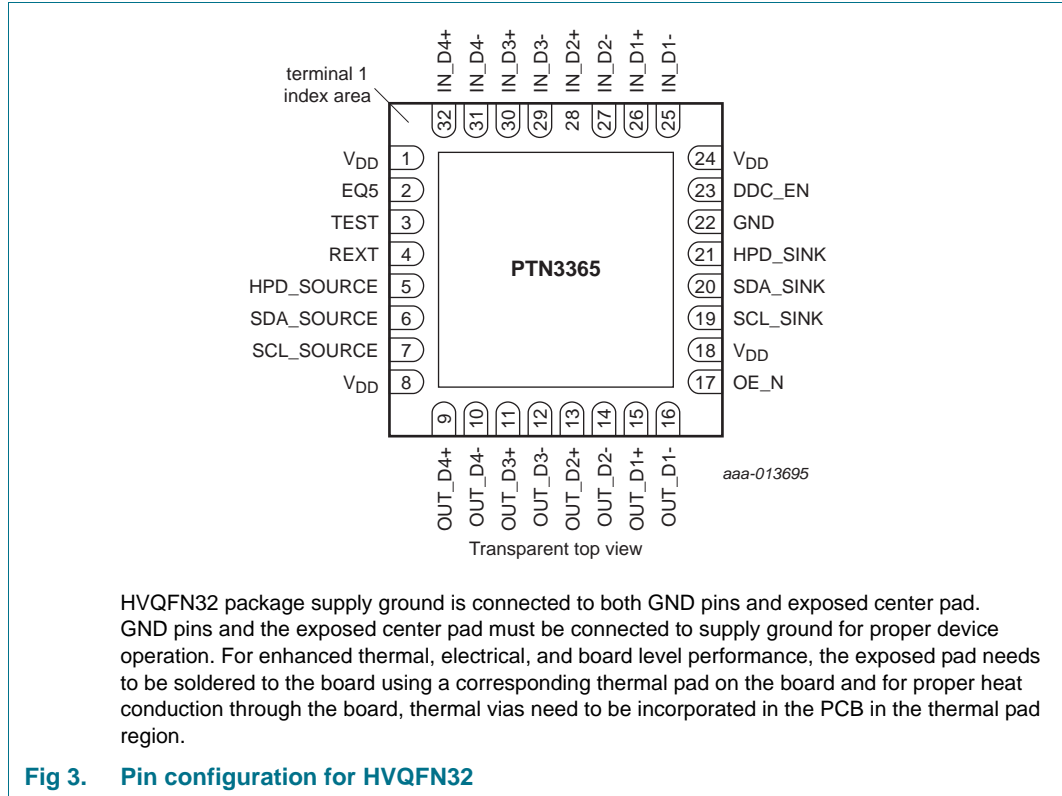 IN_D4+
IN_D4-
IN_D3+
IN_D3-
IN_D2+
IN_D2-
IN_D1+
IN_D1-
terminal 1
index area
32
31
30
29
28
27
26
25
VDD 1
EQ5 2
TEST 3
REXT 4
HPD_SOURCE 5
SDA_SOURCE 6
SCL_SOURCE 7
VDD 8
PTN3365
24 VDD
23 DDC_EN
22 GND
21 HPD_SINK
20 SDA_SINK
19 SCL_SINK
18 VDD
17 OE_N
9
10
11
12
13
14
15
16
OUT_D4+
OUT_D4-
OUT_D3+
OUT_D3-
OUT_D2+
OUT_D2-
OUT_D1+
OUT_D1-
aaa-013695
Transparent top view
HVQFN32 package supply ground is connected to both GND pins and exposed center pad.
GND pins and the exposed center pad must be connected to supply ground for proper device
operation. For enhanced thermal, electrical, and board level performance, the exposed pad needs
to be soldered to the board using a corresponding thermal pad on the board and for proper heat
conduction through the board, thermal vias need to be incorporated in the PCB in the thermal pad
region.
Fig 3. Pin configuration for HVQFN32